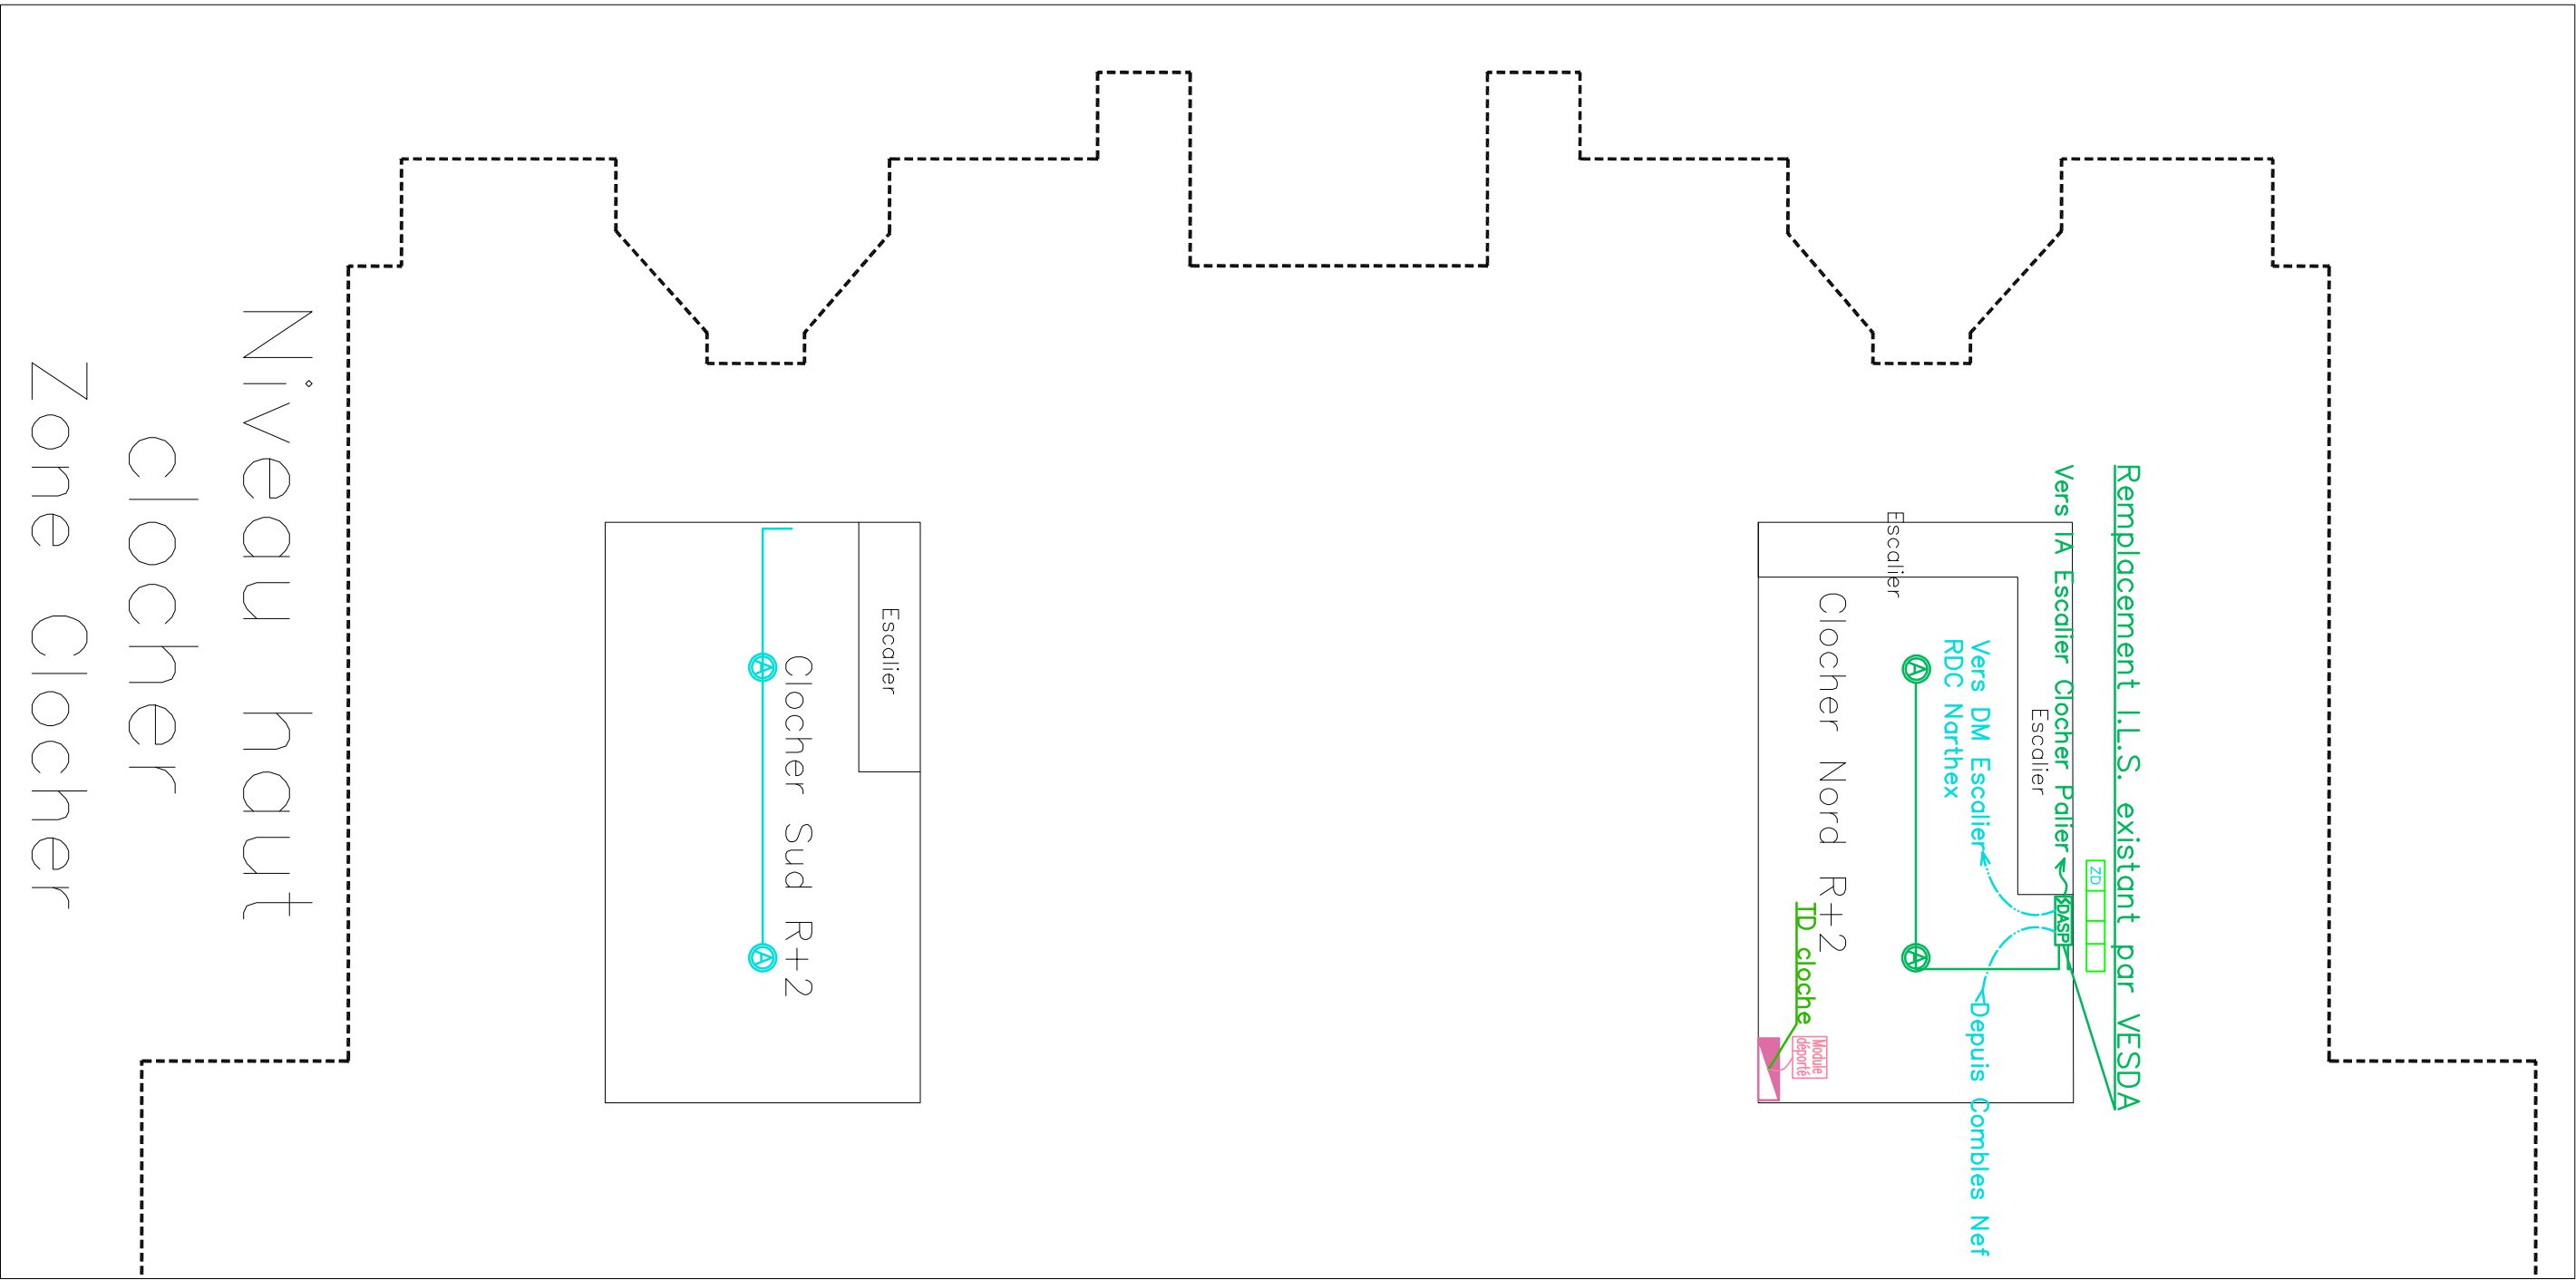 Remplacement I.L.S. existant par VESDA
ZD
Vers IA Escalier Clocher Palier
DASP
Escalier
Vers DM Escalier
RDC Narthex
Depuis Combles Nef
A
A
Escalier
Clocher Nord R+2
ID cloche
Module
déporté
Escalier
Clocher Sud R+2
A
A
Niveau haut
clocher
Zone Clocher